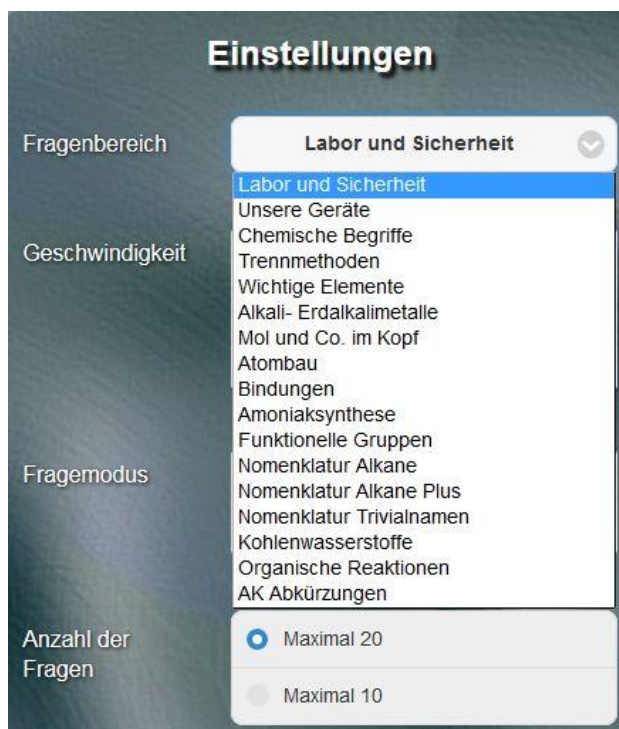 Einstellungen
Fragenbereich
Labor und Sicherheit
Labor und Sicherheit
Unsere Geräte
Chemische Begriffe
Trennmethoden
Wichtige Elemente
Alkali- Erdalkalimetalle
Mol und Co. im Kopf
Atombau
Bindungen
Amoniaksynthese
Funktionelle Gruppen
Nomenklatur Alkane
Nomenklatur Alkane Plus
Nomenklatur Trivialnamen
Kohlenwasserstoffe
Organische Reaktionen
AK Abkürzungen
Geschwindigkeit
Fragemodus
Anzahl der
Fragen
Maximal 20
Maximal 10